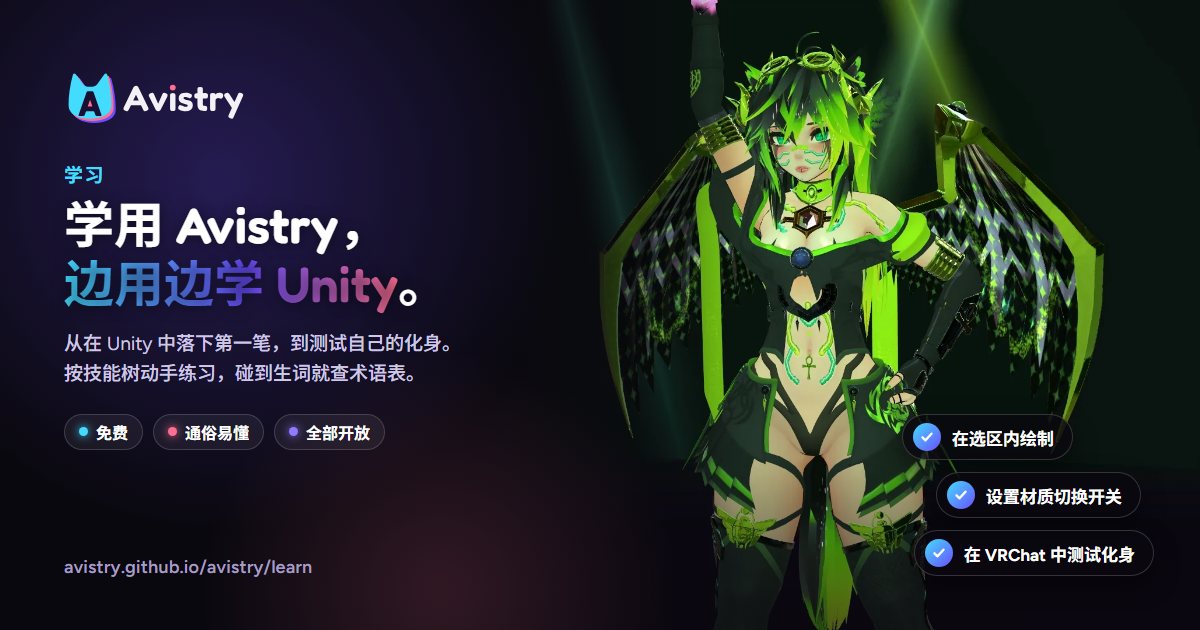 Avistry
学习
学用 Avistry，
边用边学 Unity。
从在 Unity 中落下第一笔，到测试自己的化身。
按技能树动手练习，碰到生词就查术语表。
免费
通俗易懂
全部开放
在选区内绘制
设置材质切换开关
在 VRChat 中测试化身
avistry.github.io/avistry/learn